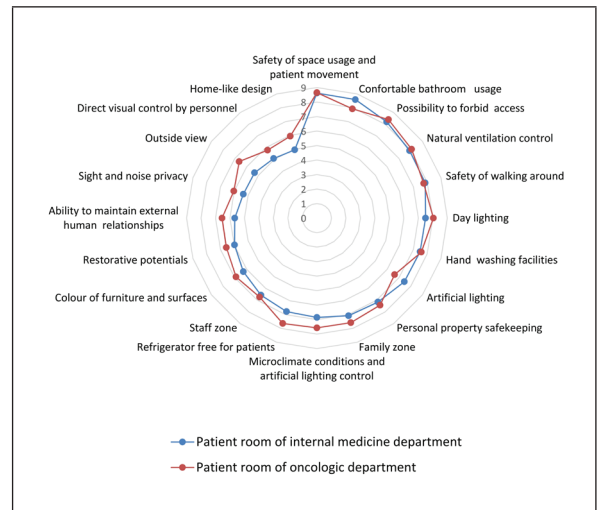 Safety of space usage and
patient movement
Confortable bathroom usage
Possibility to forbid access
Natural ventilation control
Safety of walking around
Day lighting
Hand washing facilities
Artificial lighting
Personal property safekeeping
Family zone
Microclimate conditions and
artificial lighting control
Refrigerator free for patients
Staff zone
Colour of furniture and surfaces
Restorative potentials
Ability to maintain external
human relationships
Sight and noise privacy
Outside view
Direct visual control by personnel
Home-like design
9
8
7
6
5
4
3
2
1
0
Patient room of internal medicine department
Patient room of oncologic department